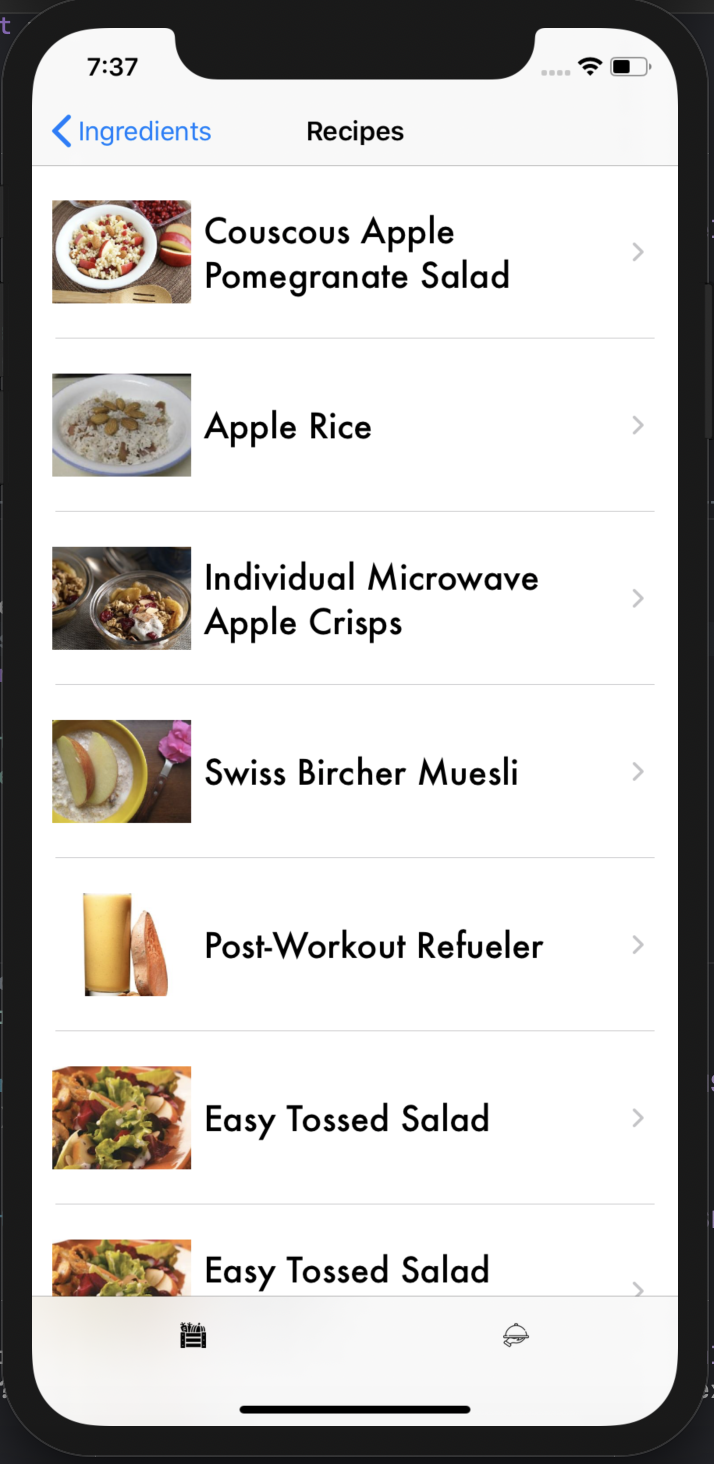 7:37
Ingredients
Recipes
Couscous Apple
Pomegranate Salad
Apple Rice
Individual Microwave
Apple Crisps
Swiss Bircher Muesli
Post-Workout Refueler
Easy Tossed Salad
Easy Tossed Salad